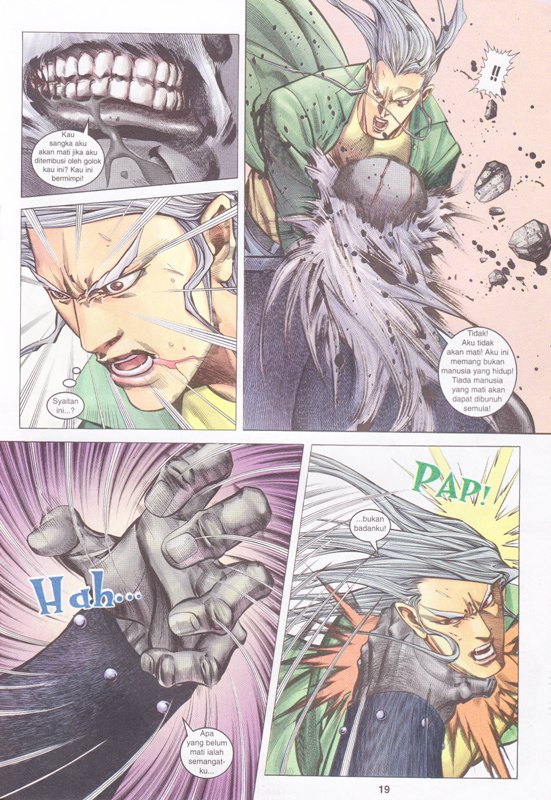 Kau
sangka aku
akan mati jika aku
ditembusi oleh golok
kau ini? Kau ini
bermimpi!
!!
Tidak!
Aku tidak
akan mati! Aku ini
memang bukan
manusia yang hidup!
Tiada manusia
yang mati akan
dapat dibunuh
semula!
Syaitan
ini...?
Hah...
Apa
yang belum
mati ialah
semangat-
ku...
PAP!
...bukan
badanku!
19